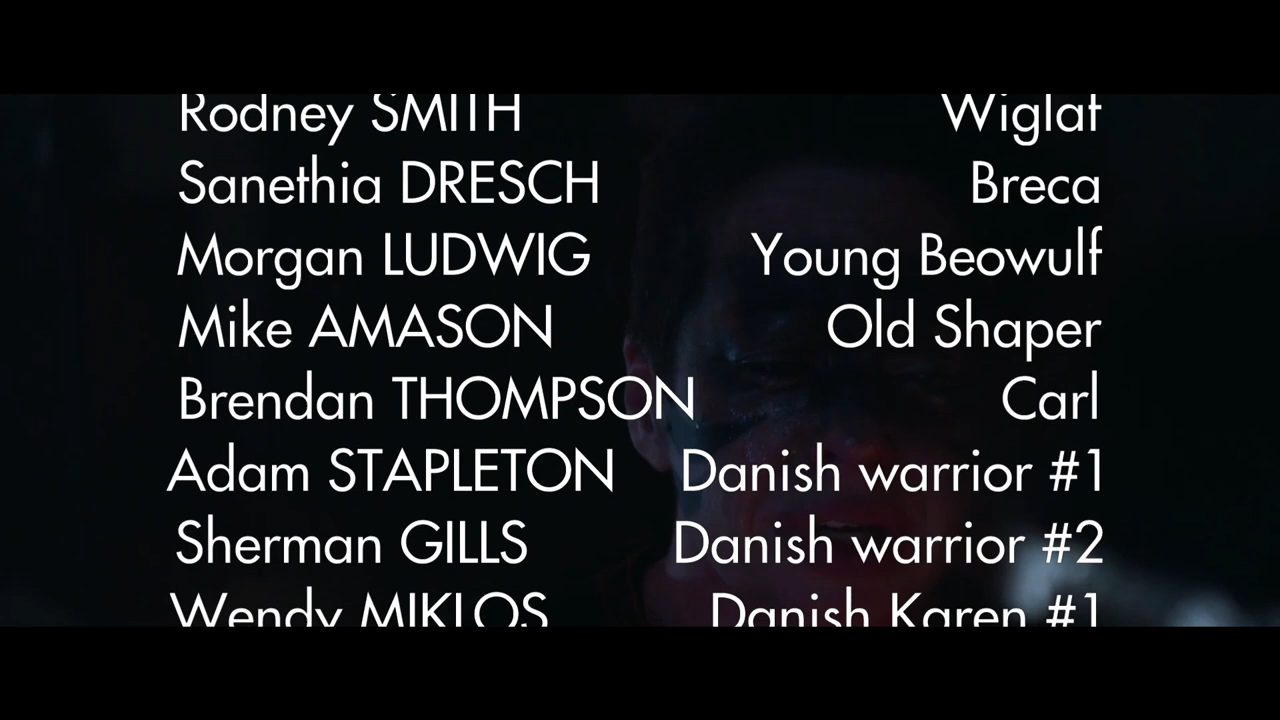 Rodney SMITH Wiglaf
Sanethia DRESCH Breca
Morgan LUDWIG Young Beowulf
Mike AMASON Old Shaper
Brendan THOMPSON Carl
Adam STAPLETON Danish warrior #1
Sherman GILLS Danish warrior #2
Wendy MIKLOS Danish Karen #1